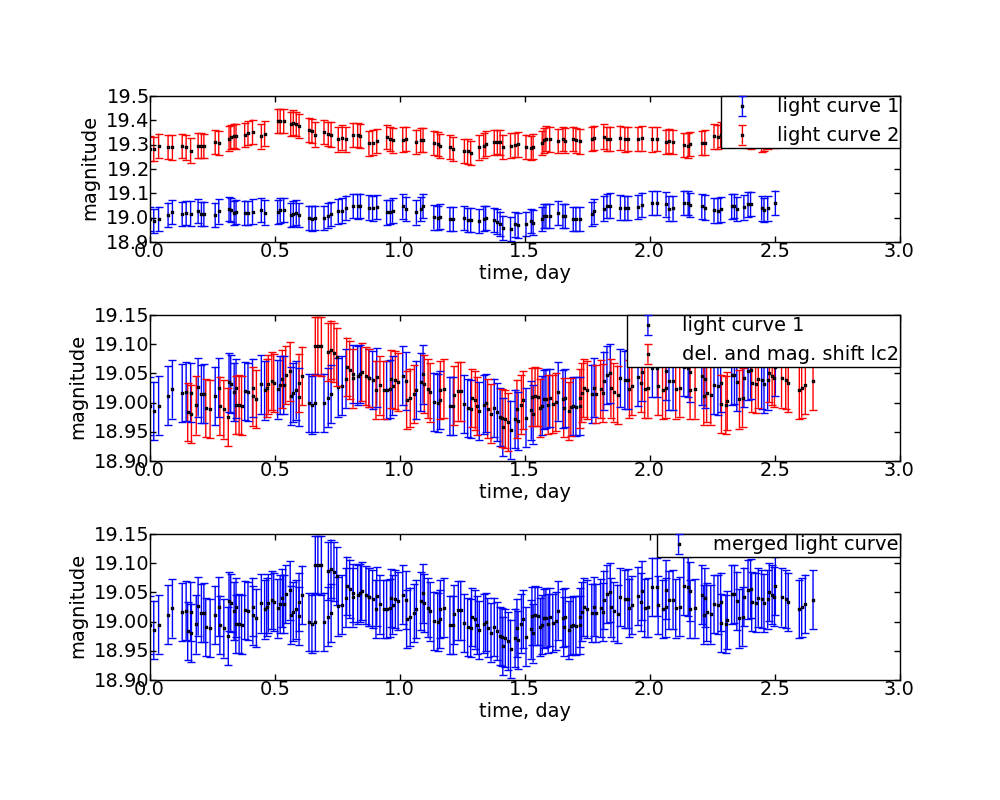 19.5
light curve 1
19.4
light curve 2
19.3
19.2
19.1
19.0
18.9
magnitude
0.0 0.5 1.0 1.5 2.0 2.5 3.0
time, day
19.15
light curve 1
19.10
del. and mag. shift lc2
19.05
19.00
18.95
18.90
magnitude
0.0 0.5 1.0 1.5 2.0 2.5 3.0
time, day
19.15
merged light curve
19.10
19.05
19.00
18.95
18.90
magnitude
0.0 0.5 1.0 1.5 2.0 2.5 3.0
time, day